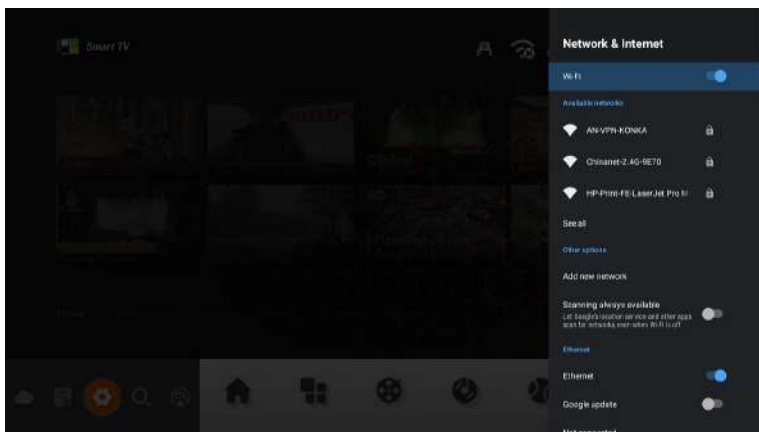 Smart TV
Network & Internet
Wi-Fi
Available networks
AN-VPN-KONKA
Chinanet-2.4G-9E70
HP-Print-FE-LaserJet Pro M
See all
Other options
Add new network
Scanning always available
Let Google's location service and other apps
scan for networks, even when Wi-Fi is off
Ethernet
Ethernet
Google update
Not connected